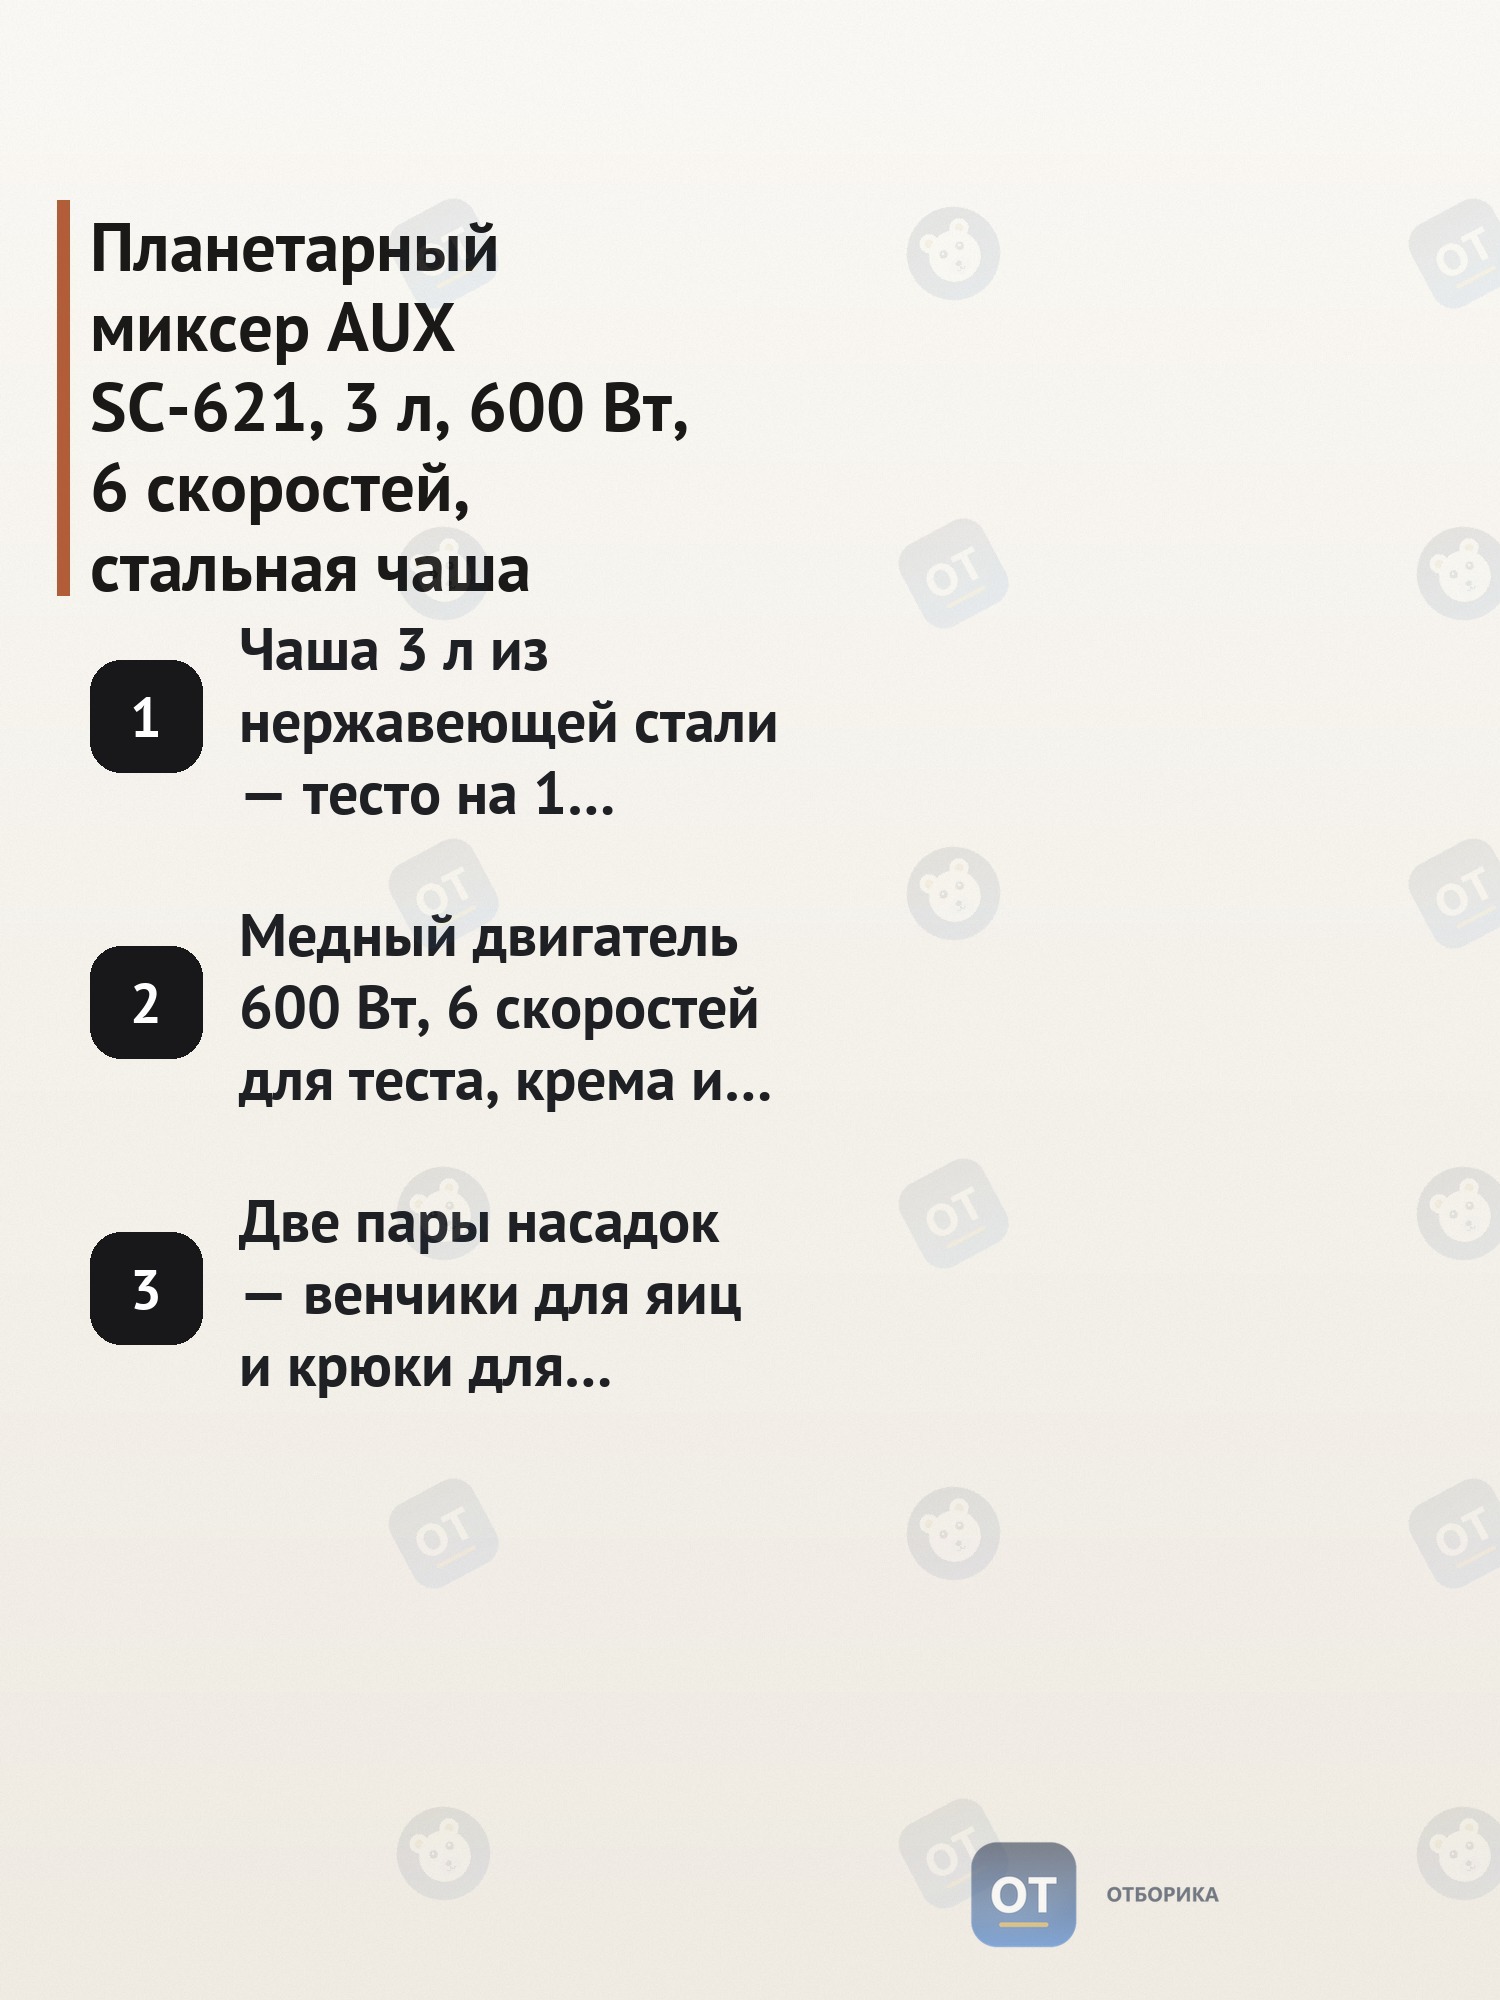 Планетарный
миксер AUX
SC-621, 3 л, 600 Вт,
6 скоростей,
стальная чаша
1
Чаша 3 л из
нержавеющей стали
— тесто на 1...
2
Медный двигатель
600 Вт, 6 скоростей
для теста, крема и...
3
Две пары насадок
— венчики для яиц
и крюки для...
ОТ
ОТБОРИКА